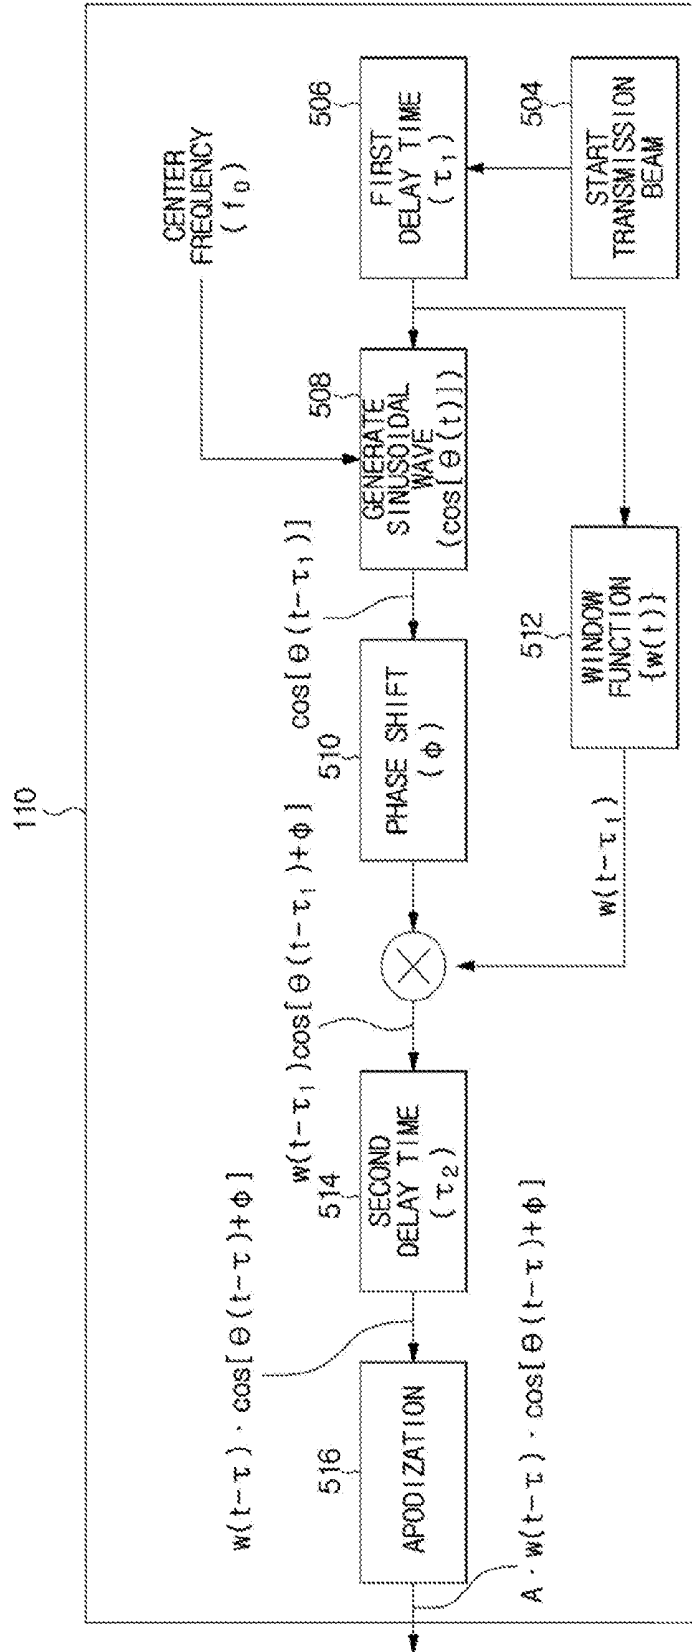 110
CENTER
FREQUENCY
(f₀)
504
START
TRANSMISSION
BEAM
506
FIRST
DELAY TIME
(τ₁)
508
GENERATE
SINUSOIDAL
WAVE
(cos[θ(t)])
cos[θ(t-τ₁)]
510
PHASE SHIFT
(ϕ)
512
WINDOW
FUNCTION
{w(t)}
w(t-τ₁)
w(t-τ₁)cos[θ(t-τ₁)+ϕ]
514
SECOND
DELAY TIME
(τ₂)
w(t-τ)·cos[θ(t-τ)+ϕ]
516
APODIZATION
A·w(t-τ)·cos[θ(t-τ)+ϕ]